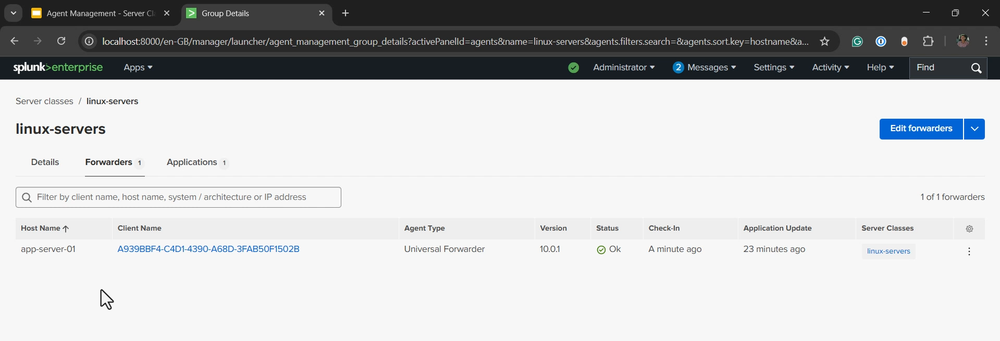 Agent Management - Server Cl
Group Details
localhost:8000/en-GB/manager/launcher/agent_management_group_details?activePanelId=agents&name=linux-servers&agents.filters.search=&agents.sort.key=hostname&a...
splunk>enterprise Apps Administrator 2 Messages Settings Activity Help Find
Server classes / linux-servers
linux-servers
Edit forwarders
Details Forwarders 1 Applications 1
Filter by client name, host name, system / architecture or IP address
1 of 1 forwarders
Host Name Client Name Agent Type Version Status Check-In Application Update Server Classes
app-server-01 A939BBF4-C4D1-4390-A68D-3FAB50F1502B Universal Forwarder 10.0.1 Ok A minute ago 23 minutes ago linux-servers